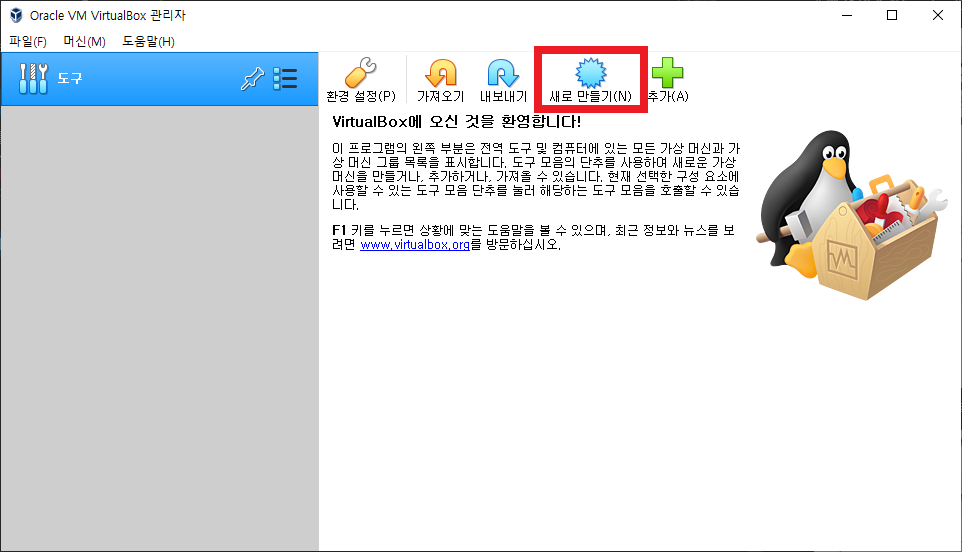 Oracle VM VirtualBox 관리자
파일(F) 머신(M) 도움말(H)
도구
환경 설정(P) 가져오기 내보내기 새로 만들기(N) 추가(A)
VirtualBox에 오신 것을 환영합니다!
이 프로그램의 왼쪽 부분은 전역 도구 및 컴퓨터에 있는 모든 가상 머신과 가
상 머신 그룹 목록을 표시합니다. 도구 모음의 단추를 사용하여 새로운 가상
머신을 만들거나, 추가하거나, 가져올 수 있습니다. 현재 선택한 구성 요소에
사용할 수 있는 도구 모음 단추를 눌러 해당하는 도구 모음을 호출할 수 있습
니다.
F1 키를 누르면 상황에 맞는 도움말을 볼 수 있으며, 최근 정보와 뉴스를 보
려면 www.virtualbox.org를 방문하십시오.